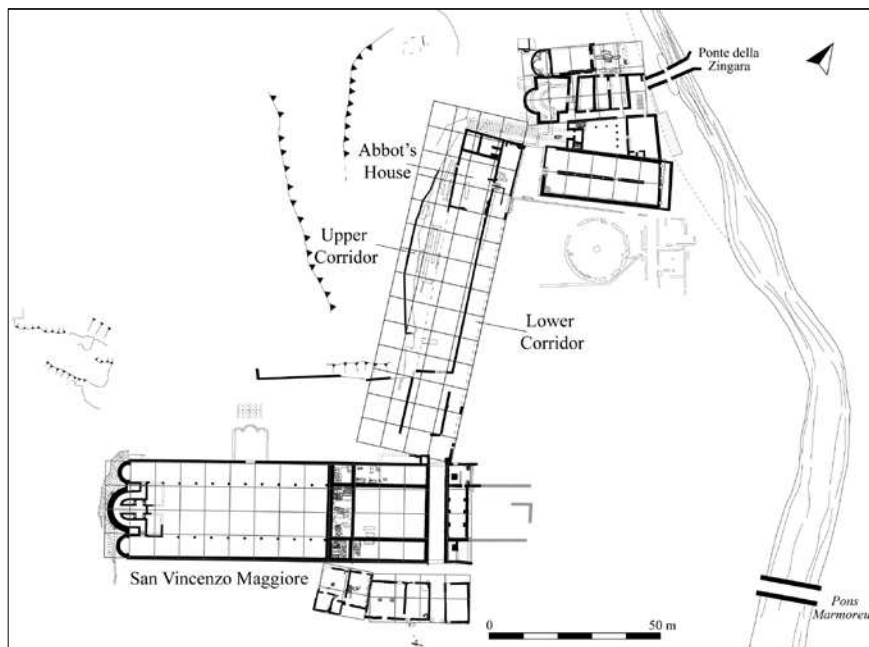 Ponte della
Zingara
Abbot's
House
Upper
Corridor
Lower
Corridor
San Vincenzo Maggiore
0
50 m
Pons
Marmoreu